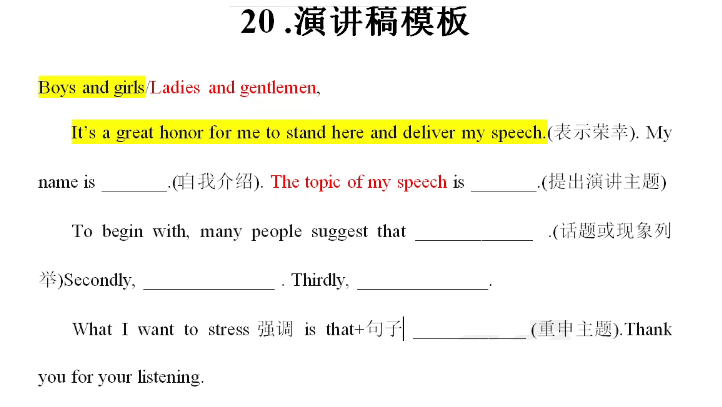 20 .演讲稿模板
Boys and girls/Ladies and gentlemen,
It's a great honor for me to stand here and deliver my speech.(表示荣幸). My
name is _______.(自我介绍). The topic of my speech is _______.(提出演讲主题)
To begin with, many people suggest that _____________ .(话题或现象列
举)Secondly, ______________ . Thirdly, ______________.
What I want to stress 强调 is that+句子 ____________ (重申主题).Thank
you for your listening.